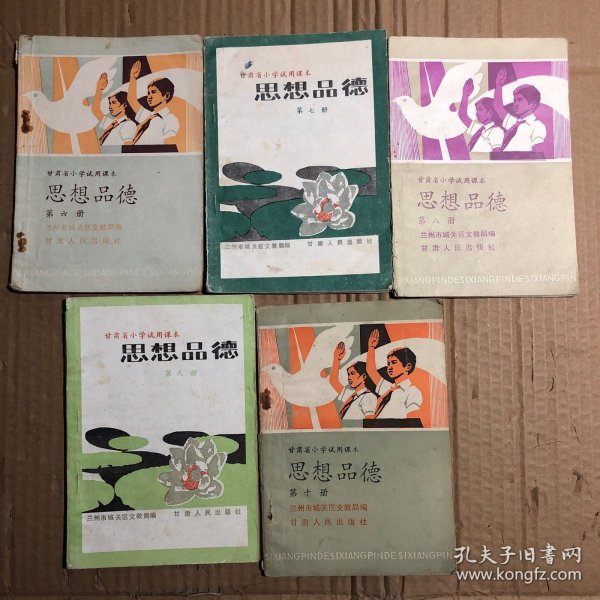 甘肃省小学试用课本
思想品德
第六册
兰州市城关区文教局编
甘肃人民出版社
SIXIANGPINDESIXIANGPIN
甘肃省小学试用课本
思想品德
第七册
兰州市城关区文教局编 甘肃人民出版社
甘肃省小学试用课本
思想品德
第八册
兰州市城关区文教局编
甘肃人民出版社
SIXIANGPINDESIXIANGPIN
甘肃省小学试用课本
思想品德
第九册
兰州市城关区文教局编 甘肃人民出版社
甘肃省小学试用课本
思想品德
第十册
兰州市城关区文教局编
甘肃人民出版社
SIXIANGPINDESIXIANGPIN
孔夫子旧书网
www.kongfz.com